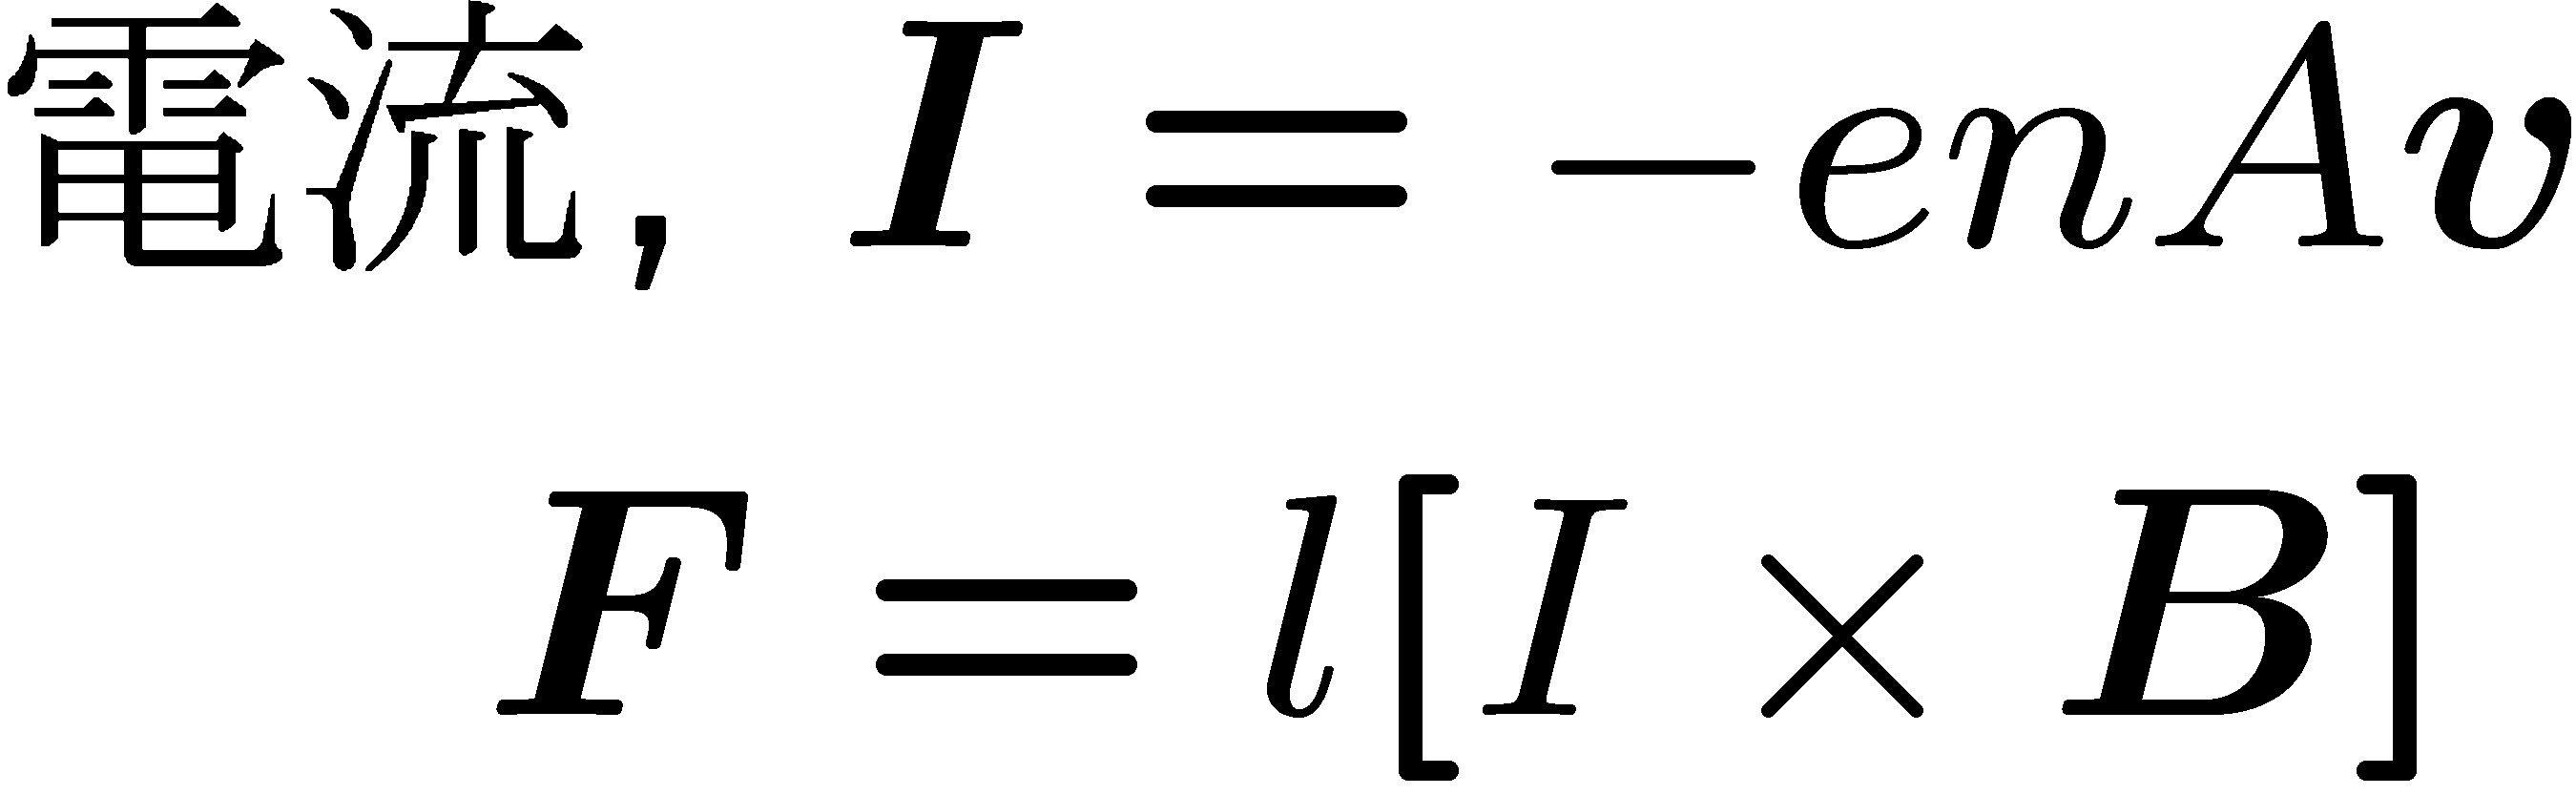 電流, I = −enAv
F = l[I × B]